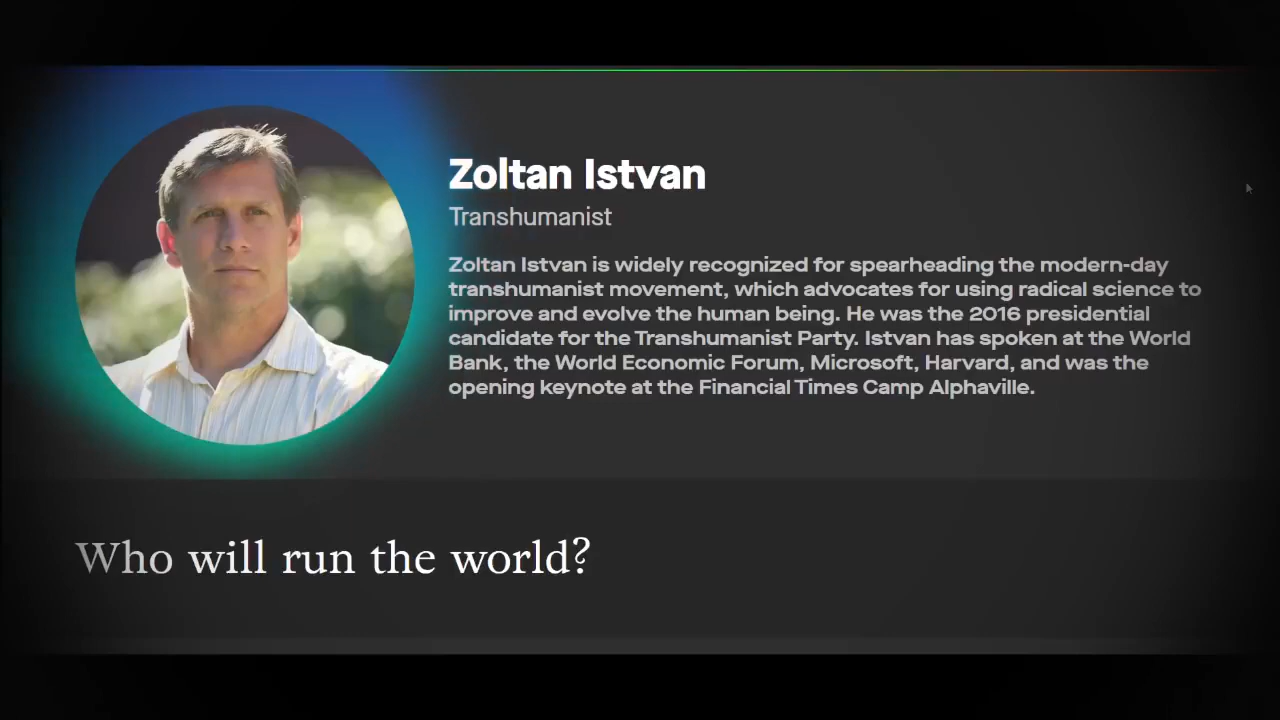 Zoltan Istvan
Transhumanist
Zoltan Istvan is widely recognized for spearheading the modern-day
transhumanist movement, which advocates for using radical science to
improve and evolve the human being. He was the 2016 presidential
candidate for the Transhumanist Party. Istvan has spoken at the World
Bank, the World Economic Forum, Microsoft, Harvard, and was the
opening keynote at the Financial Times Camp Alphaville.
Who will run the world?